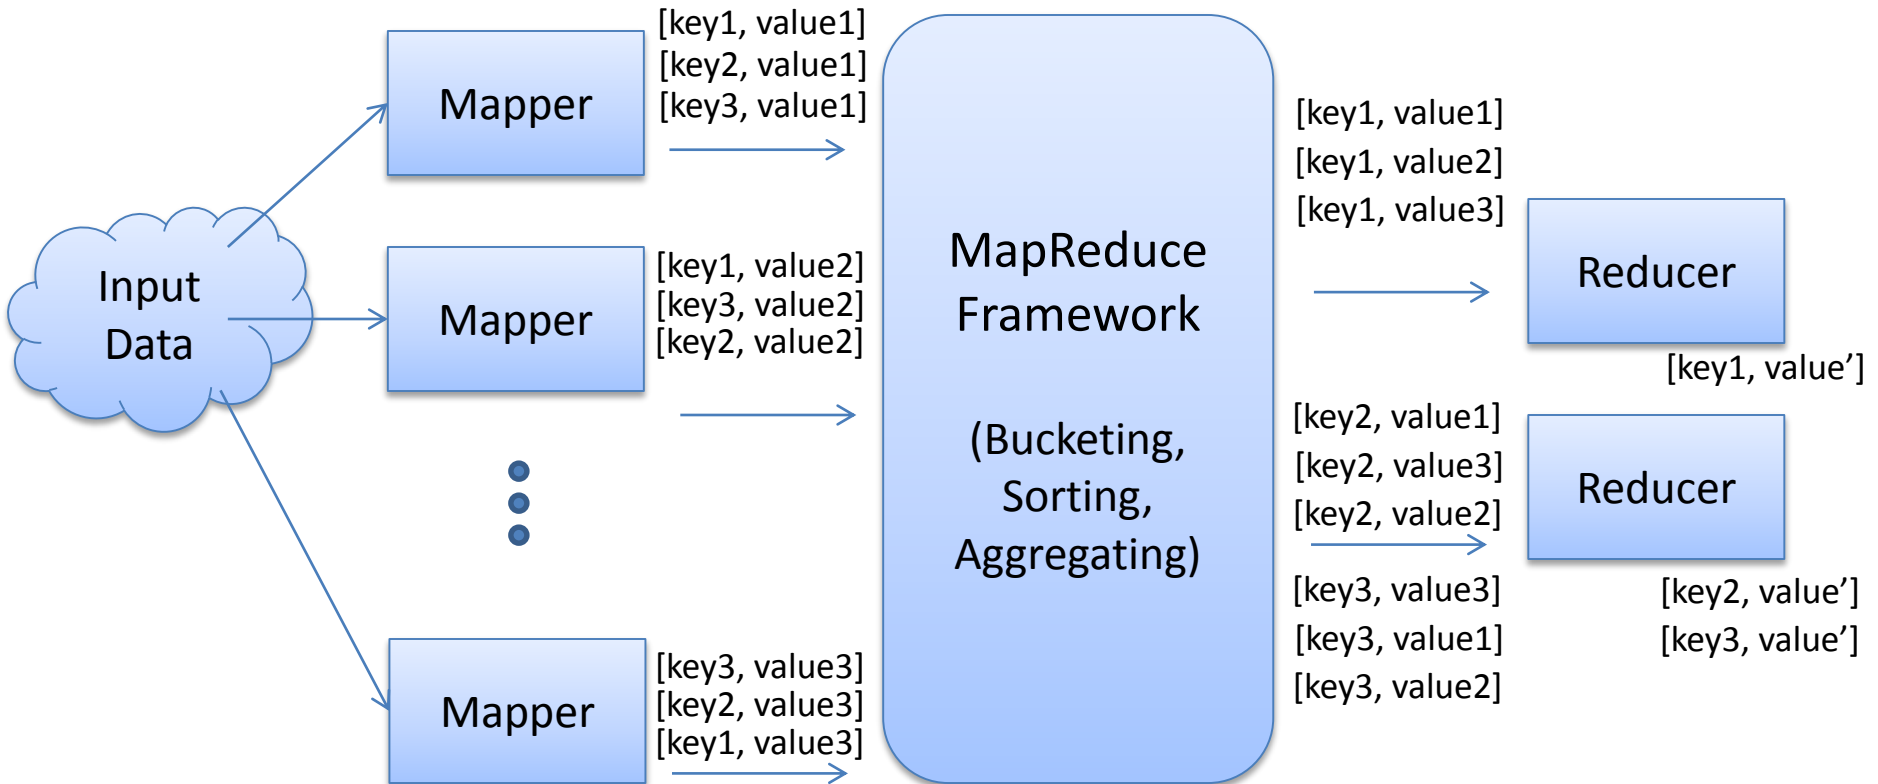 Input
Data
Mapper
[key1, value1]
[key2, value1]
[key3, value1]
Mapper
[key1, value2]
[key3, value2]
[key2, value2]
Mapper
[key3, value3]
[key2, value3]
[key1, value3]
MapReduce
Framework
(Bucketing,
Sorting,
Aggregating)
[key1, value1]
[key1, value2]
[key1, value3]
Reducer
[key1, value’]
[key2, value1]
[key2, value3]
[key2, value2]
[key3, value3]
[key3, value1]
[key3, value2]
Reducer
[key2, value’]
[key3, value’]